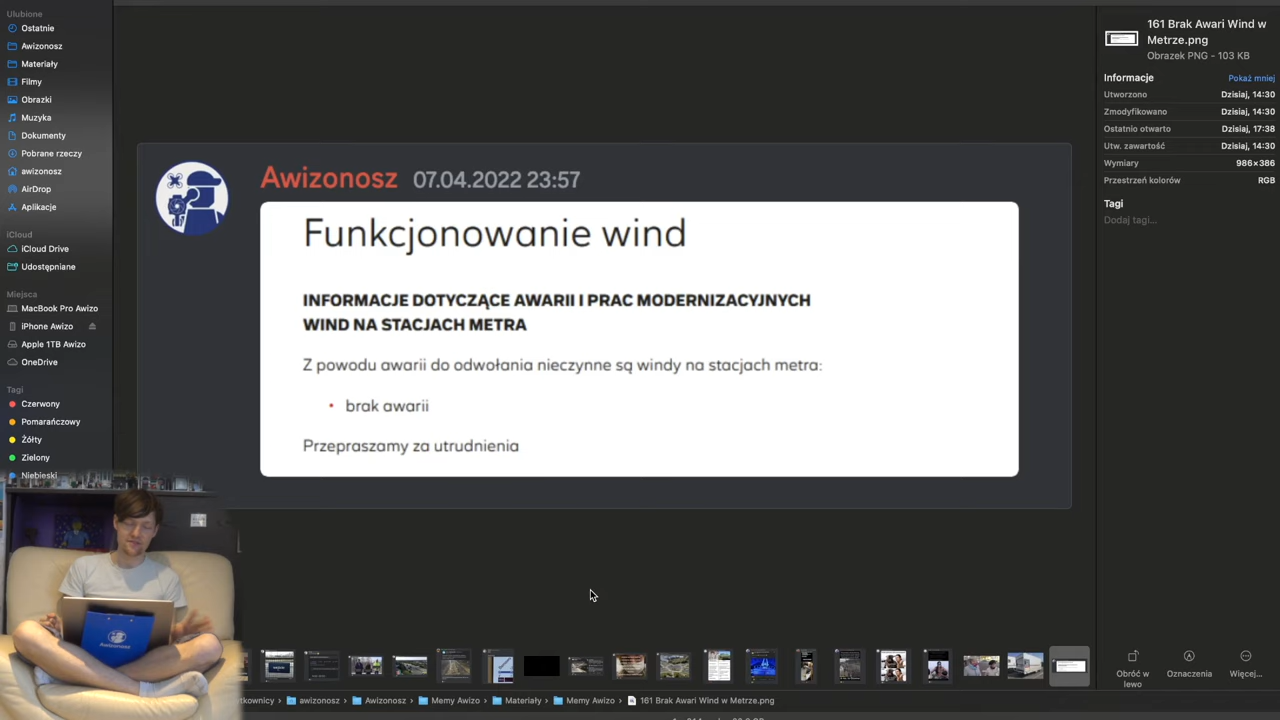 Ulubione
Ostatnie
Awizonosz
Materiały
Filmy
Obrazki
Muzyka
Dokumenty
Pobrane rzeczy
awizonosz
AirDrop
Aplikacje
iCloud
iCloud Drive
Udostępniane
Miejsca
MacBook Pro Awizo
iPhone Awizo
Apple 1TB Awizo
OneDrive
Tagi
Czerwony
Pomarańczowy
Żółty
Zielony
Niebieski
Awizonosz 07.04.2022 23:57
Funkcjonowanie wind
INFORMACJE DOTYCZĄCE AWARII I PRAC MODERNIZACYJNYCH
WIND NA STACJACH METRA
Z powodu awarii do odwołania nieczynne są windy na stacjach metra:
• brak awarii
Przepraszamy za utrudnienia
161 Brak Awari Wind w
Metrze.png
Obrazek PNG - 103 KB
Informacje Pokaż mniej
Utworzono Dzisiaj, 14:30
Zmodyfikowano Dzisiaj, 14:30
Ostatnio otwarto Dzisiaj, 17:38
Utw. zawartość Dzisiaj, 14:30
Wymiary 986×386
Przestrzeń kolorów RGB
Tagi
Dodaj tagi...
Obróć w
lewo
Oznaczenia
Więcej...
Awizonosz
awizonosz Awizonosz Memy Awizo Materiały Memy Awizo 161 Brak Awari Wind w Metrze.png